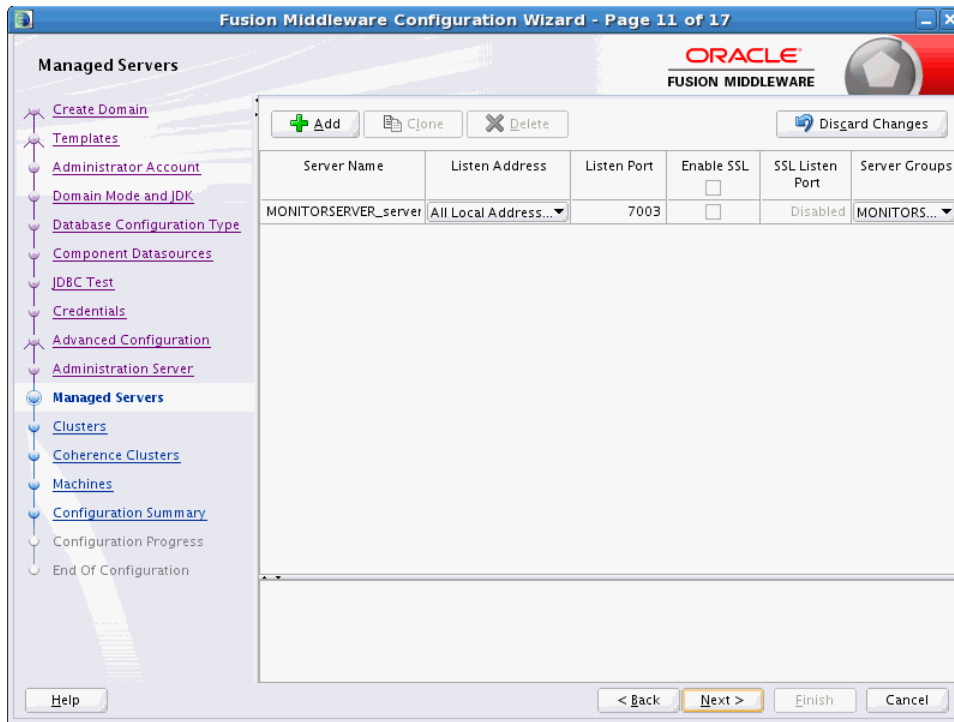 Fusion Middleware Configuration Wizard - Page 11 of 17
Managed Servers
ORACLE
FUSION MIDDLEWARE
Create Domain
Templates
Administrator Account
Domain Mode and JDK
Database Configuration Type
Component Datasources
JDBC Test
Credentials
Advanced Configuration
Administration Server
Managed Servers
Clusters
Coherence Clusters
Machines
Configuration Summary
Configuration Progress
End Of Configuration
Add Clone Delete Discard Changes
Server Name Listen Address Listen Port Enable SSL SSL Listen Port Server Groups
MONITORSERVER_server All Local Address... 7003 Disabled MONITORS...
Help < Back Next > Finish Cancel